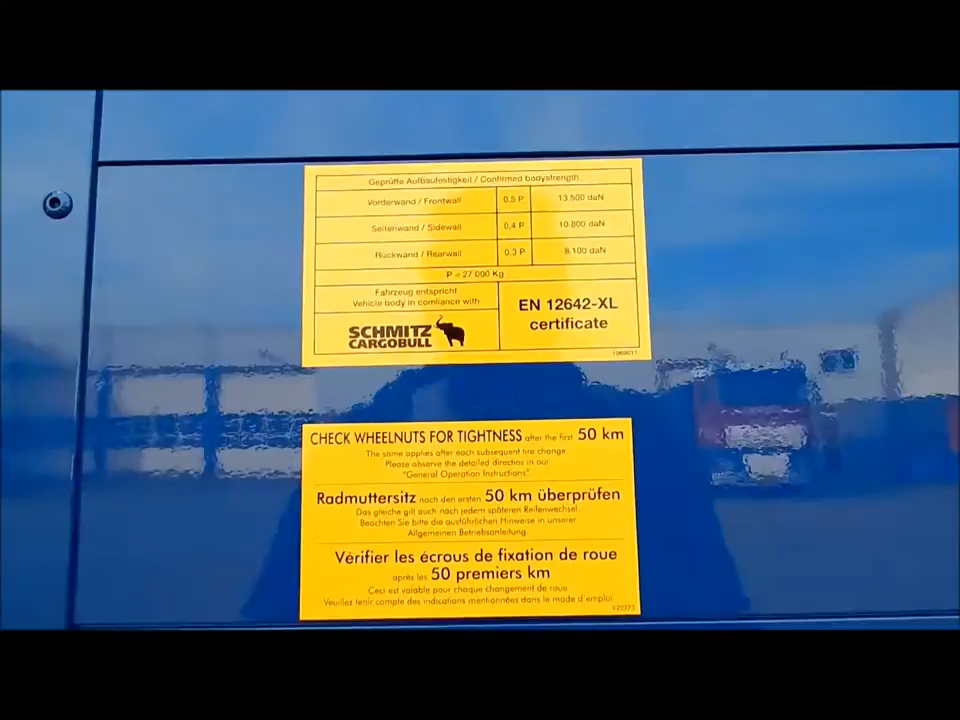 Geprüfte Aufbaufestigkeit / Confirmed bodystrength
Vorderwand / Frontwall 0.5 P 13.500 daN
Seitenwand / Sidewall 0,4 P 10.800 daN
Rückwand / Rearwall 0.3 P 8.100 daN
P = 27.000 Kg
Fahrzeug entspricht
Vehicle body in comliance with
EN 12642-XL
certificate
SCHMITZ
CARGOBULL
CHECK WHEELNUTS FOR TIGHTNESS after the first 50 km
The same applies after each subsequent tire change
Please observe the detailed directios in our
"General Operation Instructions"
Radmuttersitz nach den ersten 50 km überprüfen
Das gleiche gilt auch nach jedem späteren Reifenwechsel.
Beachten Sie bitte die ausführlichen Hinweise in unserer
Allgemeinen Betriebsanleitung.
Vérifier les écrous de fixation de roue
après les 50 premiers km
Ceci est valable pour chaque changement de roue
Veuillez tenir compte des indications mentionnées dans le mode d'emploi